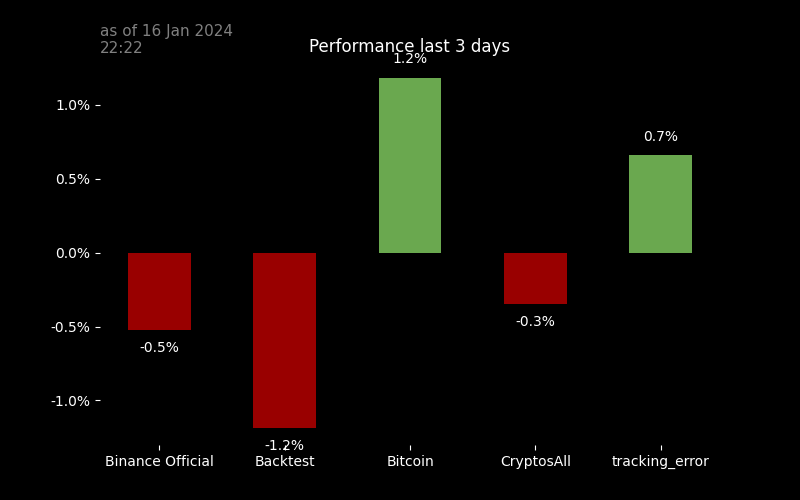 as of 16 Jan 2024
22:22
Performance last 3 days
1.2%
1.0%
0.7%
0.5%
0.0%
-0.5%
-0.3%
-0.5%
-1.0%
-1.2%
Binance Official
Backtest
Bitcoin
CryptosAll
tracking_error